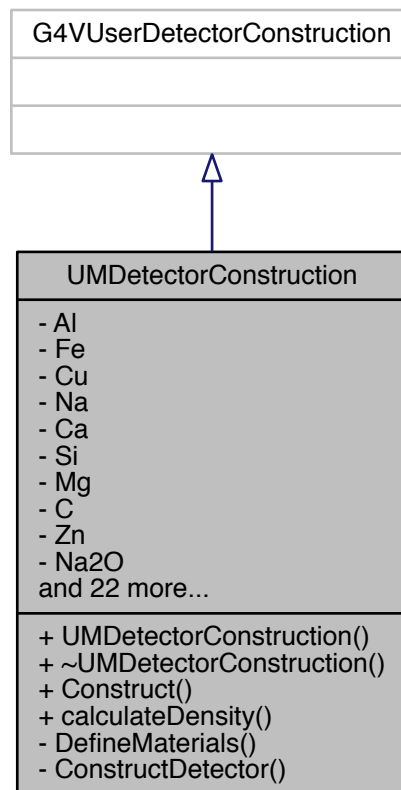 G4VUserDetectorConstruction
UMDetectorConstruction
- Al
- Fe
- Cu
- Na
- Ca
- Si
- Mg
- C
- Zn
- Na2O
and 22 more...
+ UMDetectorConstruction()
+ ~UMDetectorConstruction()
+ Construct()
+ calculateDensity()
- DefineMaterials()
- ConstructDetector()